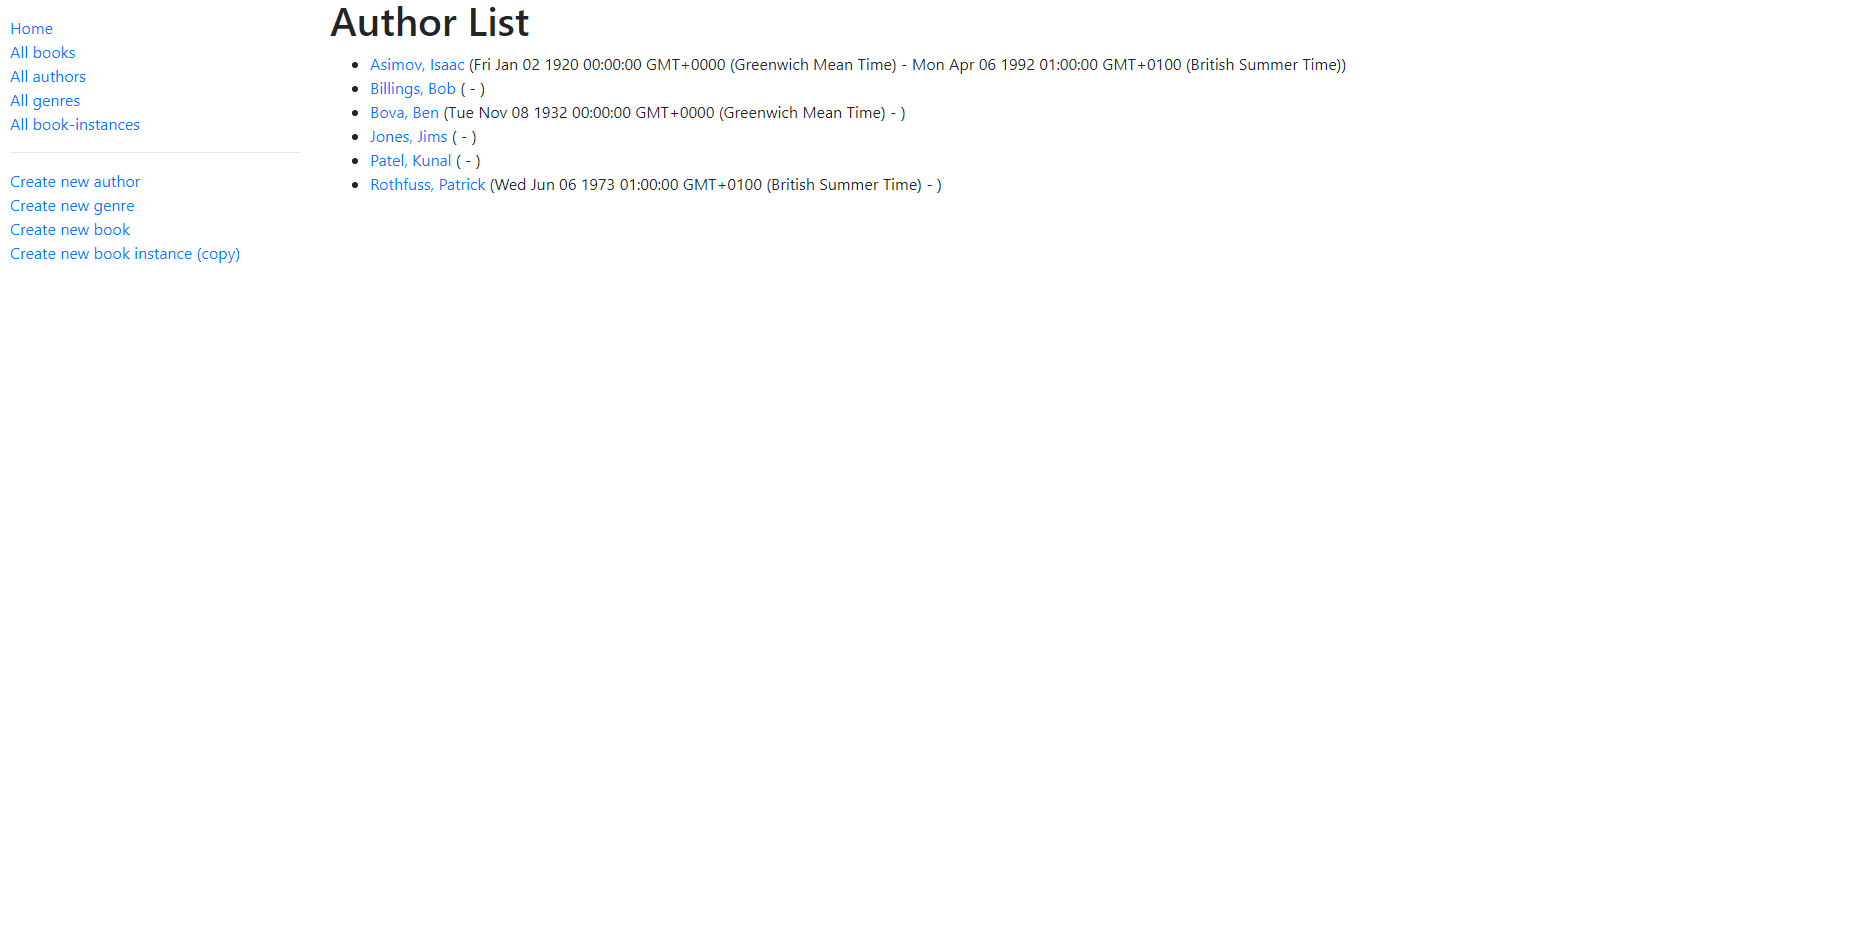 Home
All books
All authors
All genres
All book-instances
Create new author
Create new genre
Create new book
Create new book instance (copy)
Author List
Asimov, Isaac (Fri Jan 02 1920 00:00:00 GMT+0000 (Greenwich Mean Time) - Mon Apr 06 1992 01:00:00 GMT+0100 (British Summer Time))
Billings, Bob ( - )
Bova, Ben (Tue Nov 08 1932 00:00:00 GMT+0000 (Greenwich Mean Time) - )
Jones, Jims ( - )
Patel, Kunal ( - )
Rothfuss, Patrick (Wed Jun 06 1973 01:00:00 GMT+0100 (British Summer Time) - )